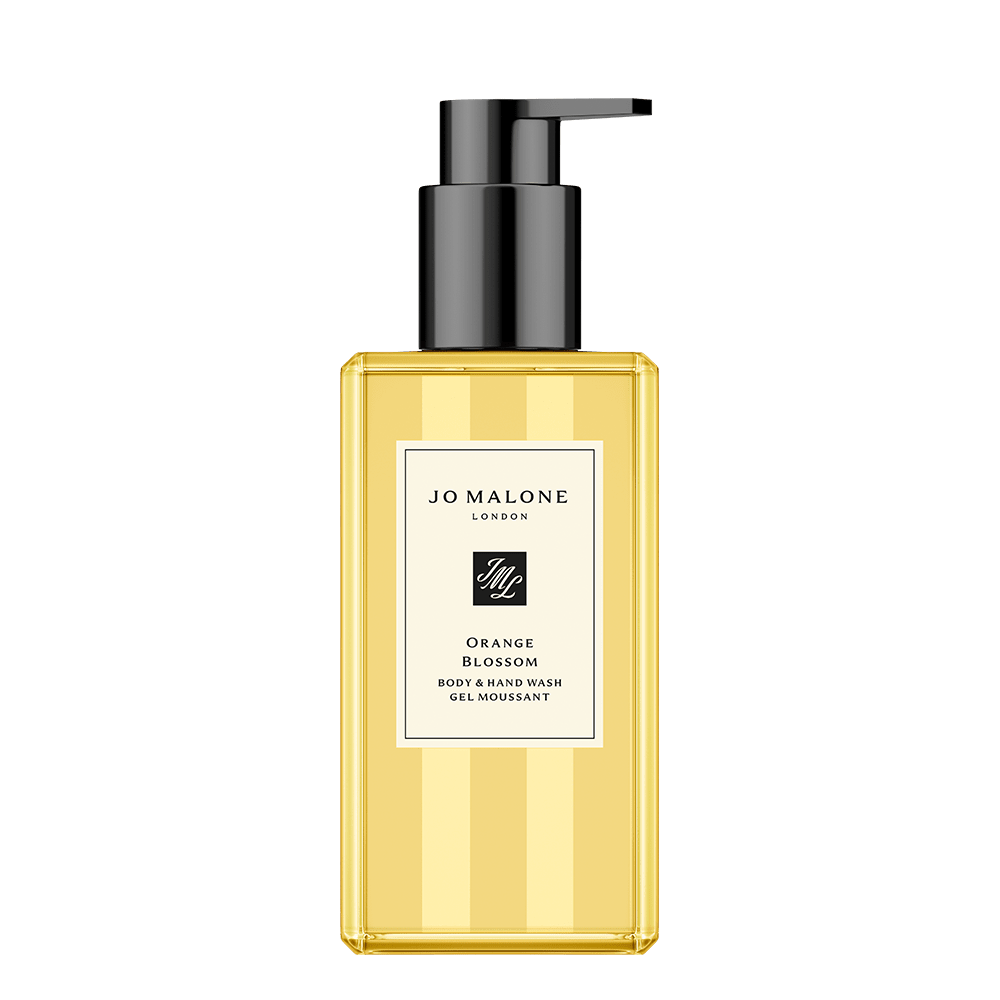 JO MALONE
LONDON
JML
ORANGE
BLOSSOM
BODY & HAND WASH
GEL MOUSSANT